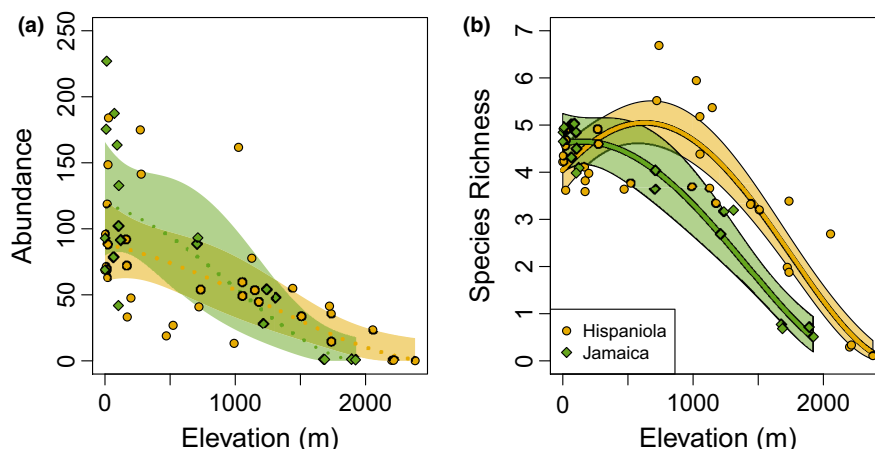 (a)
Abundance
250
200
150
100
50
0
0
1000
2000
Elevation (m)
(b)
Species Richness
7
6
5
4
3
2
1
0
Hispaniola
Jamaica
0
1000
2000
Elevation (m)